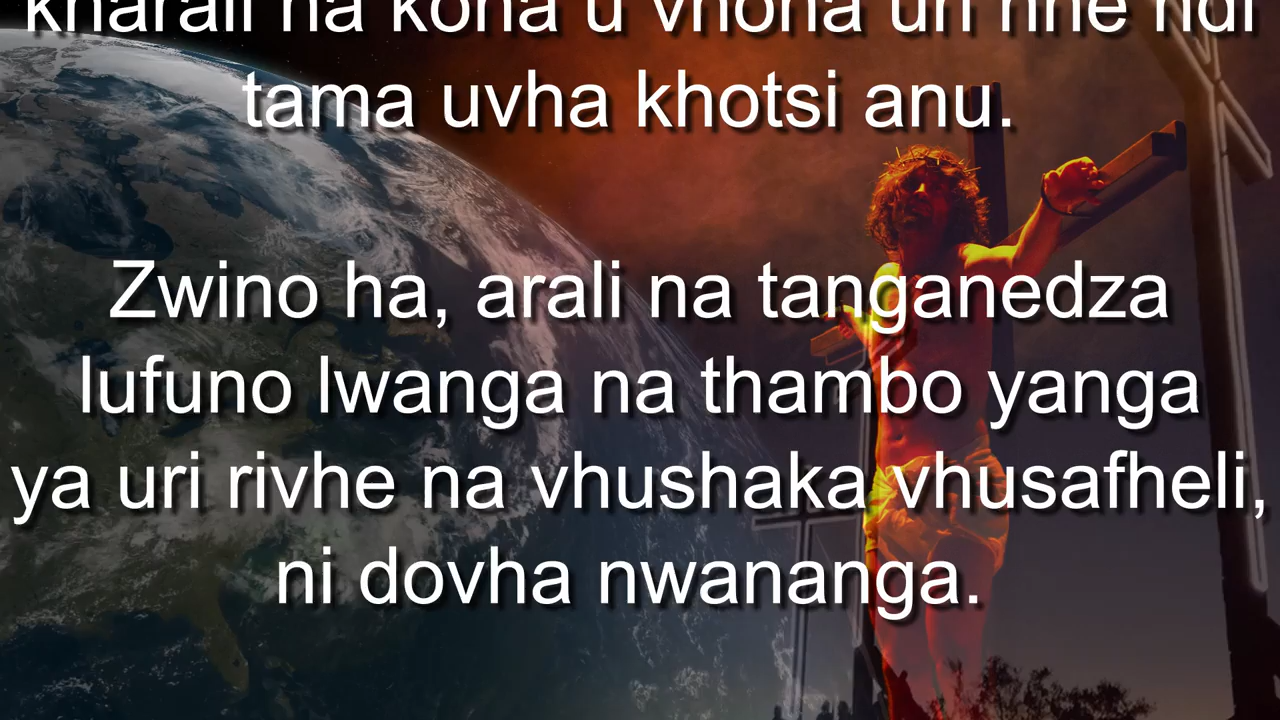 kharali na kona u vhona uri nne ndi
tama uvha khotsi anu.
Zwino ha, arali na tanganedza
lufuno lwanga na thambo yanga
ya uri rivhe na vhushaka vhusafheli,
ni dovha nwananga.